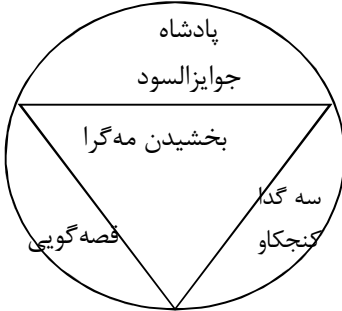 پادشاه
جوایزالسود
بخشیدن مه‌گرا
سه گدا
کنجکاو
قصه‌گویی